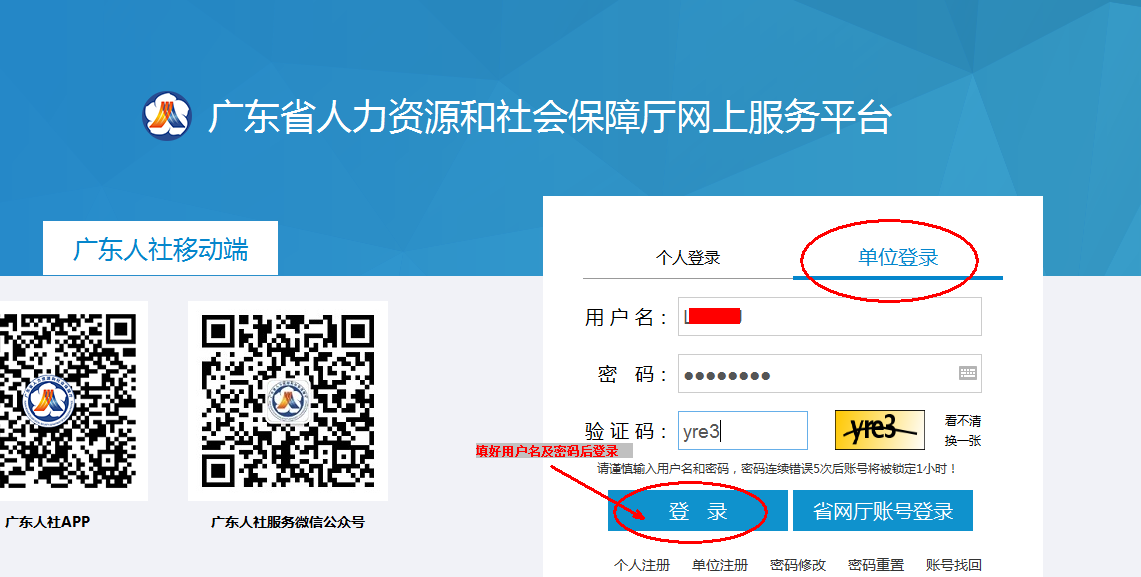 广东省人力资源和社会保障厅网上服务平台
广东人社移动端
个人登录
单位登录
用户名：
密 码：
●●●●●●●●
验证码：
yre3
yre3
看不清
换一张
填好用户名及密码后登录
请谨慎输入用户名和密码，密码连续错误5次后账号将被锁定1小时！
登 录
省网厅账号登录
广东人社APP
广东人社服务微信公众号
个人注册 单位注册 密码修改 密码重置 账号找回